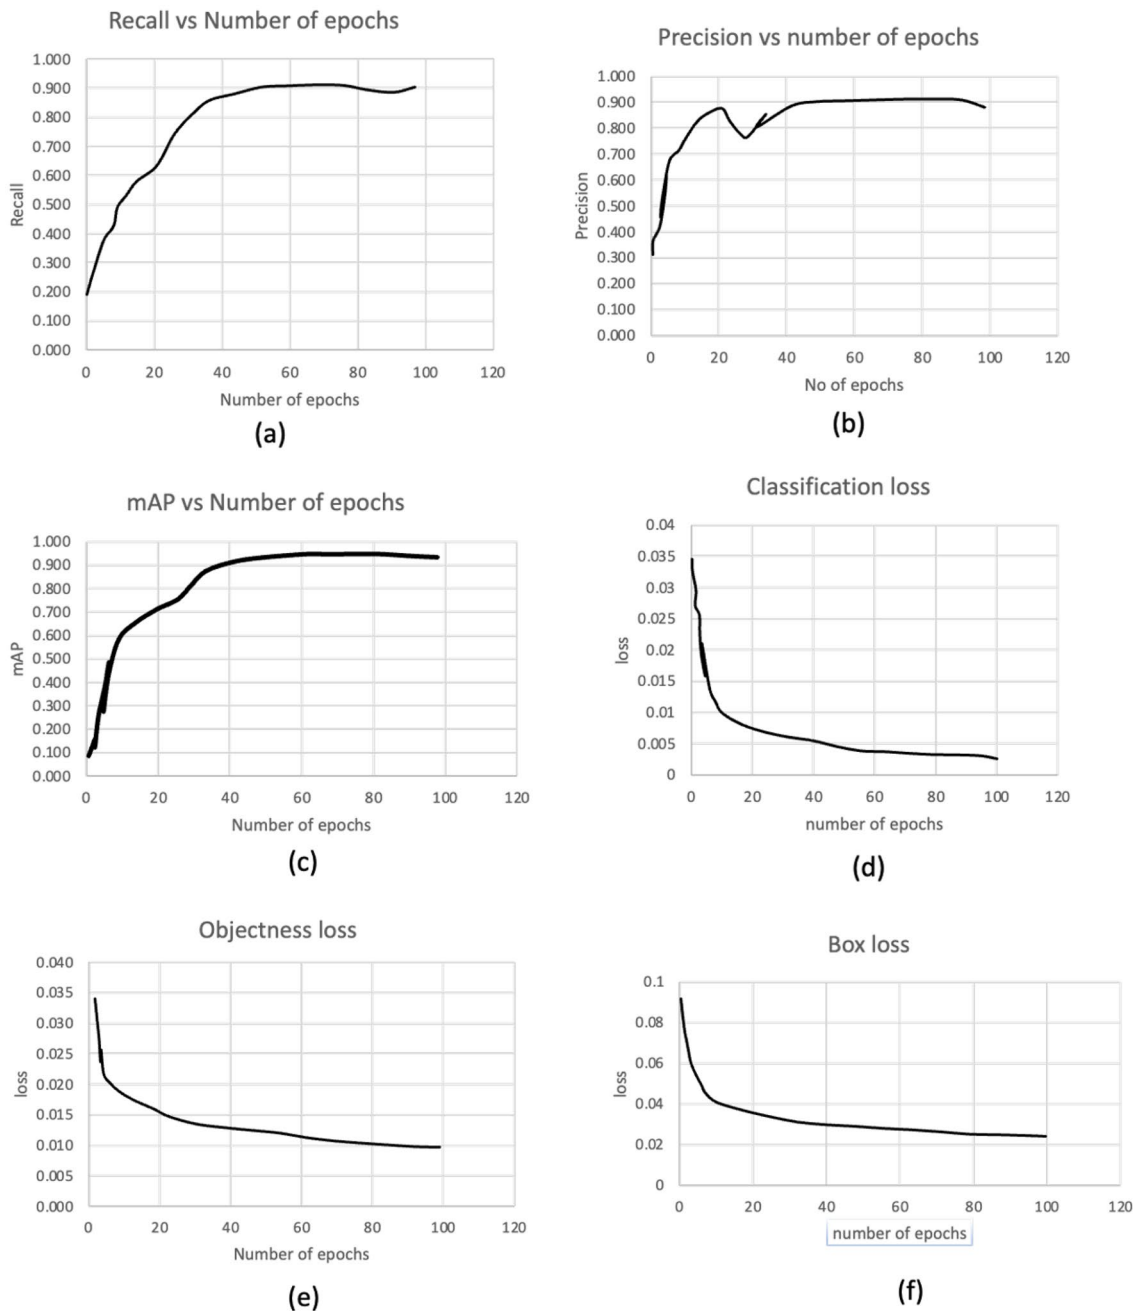 Recall vs Number of epochs
1.000
0.900
0.800
0.700
0.600
0.500
0.400
0.300
0.200
0.100
0.000
Recall
0 20 40 60 80 100 120
Number of epochs
(a)
Precision vs number of epochs
1.000
0.900
0.800
0.700
0.600
0.500
0.400
0.300
0.200
0.100
0.000
Precision
0 20 40 60 80 100 120
No of epochs
(b)
mAP vs Number of epochs
1.000
0.900
0.800
0.700
0.600
0.500
0.400
0.300
0.200
0.100
0.000
mAP
0 20 40 60 80 100 120
Number of epochs
(c)
Classification loss
0.04
0.035
0.03
0.025
0.02
0.015
0.01
0.005
0
loss
0 20 40 60 80 100 120
number of epochs
(d)
Objectness loss
0.040
0.035
0.030
0.025
0.020
0.015
0.010
0.005
0.000
loss
0 20 40 60 80 100 120
Number of epochs
(e)
Box loss
0.1
0.08
0.06
0.04
0.02
0
loss
0 20 40 60 80 100 120
number of epochs
(f)